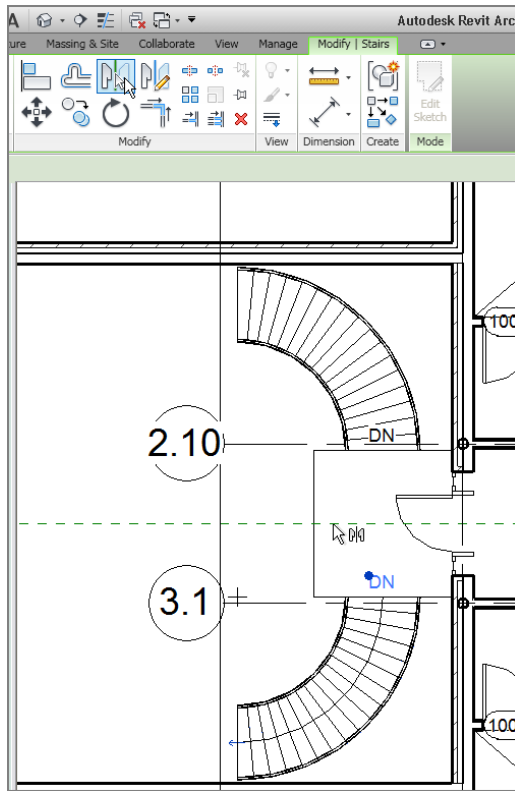 Autodesk Revit Arc
ture Massing & Site Collaborate View Manage Modify | Stairs
Edit
Sketch
Modify View Dimension Create Mode
100
DN
2.10
DN
3.1
100